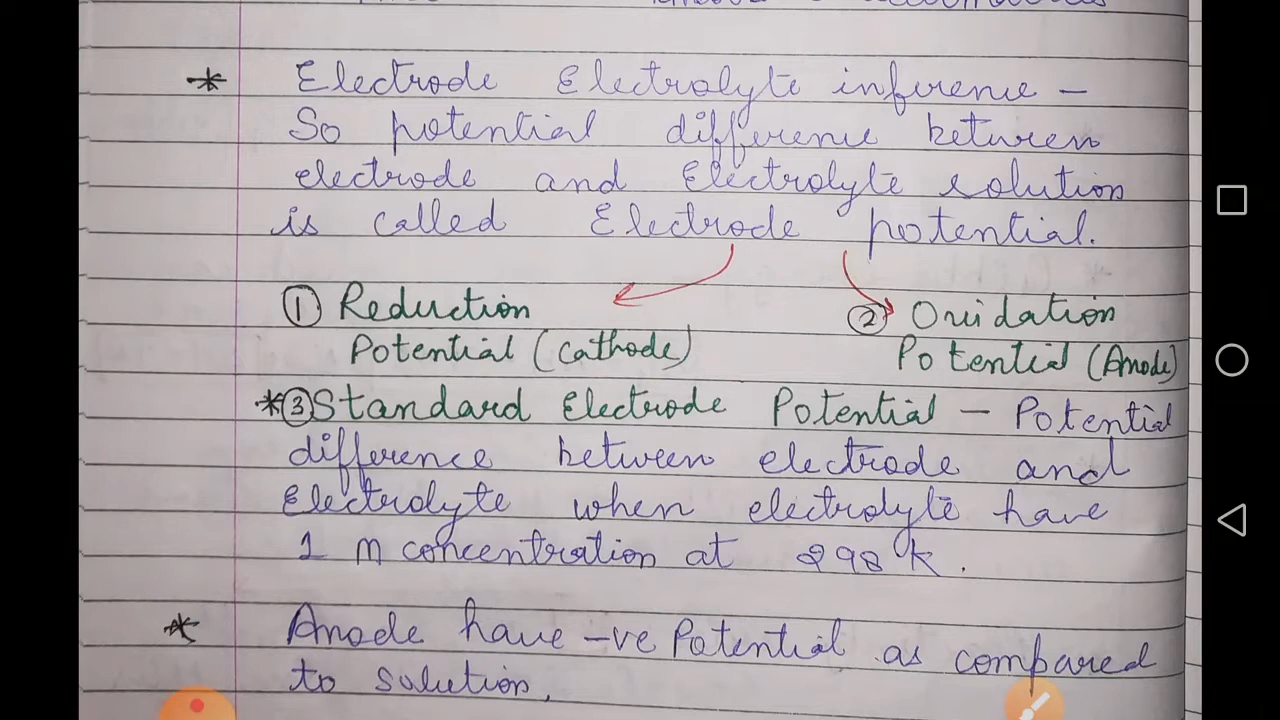 * Electrode Electrolyte inference -
So potential difference between
electrode and Electrolyte solution
is called Electrode potential.
① Reduction
Potential (Cathode)
② Oxidation
Potential (Anode)
*③ Standard Electrode Potential - Potential
difference between electrode and
Electrolyte when electrolyte have
1 M concentration at 298 K.
* Anode have -ve Potential as compared
to solution.